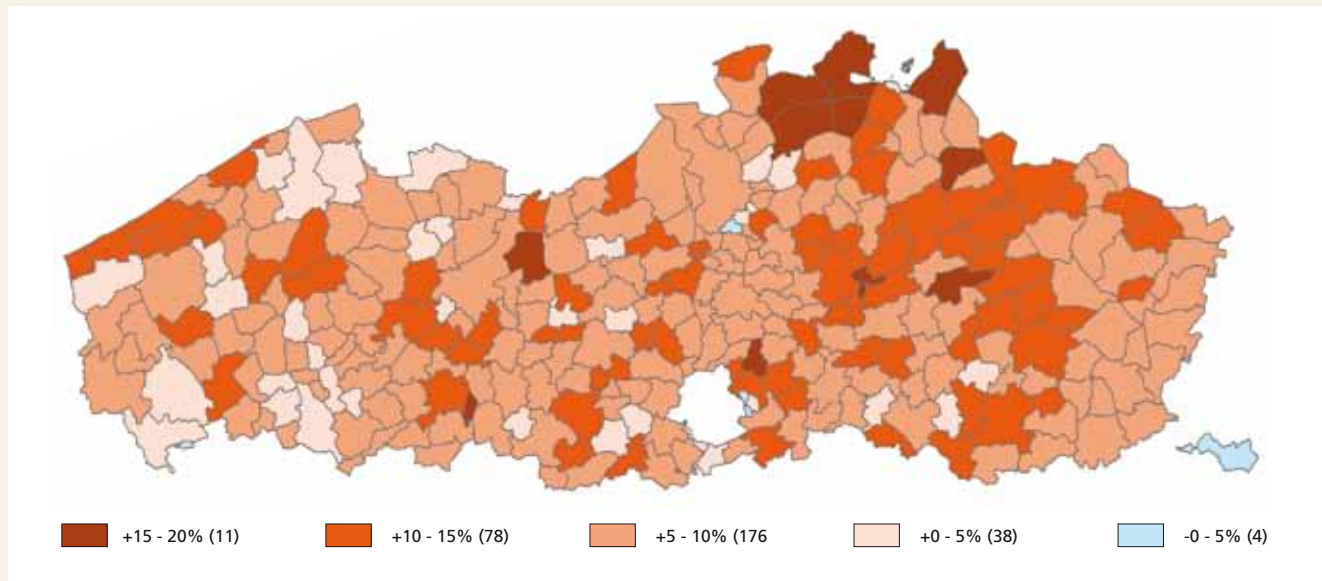 +15 - 20% (11) +10 - 15% (78) +5 - 10% (176 +0 - 5% (38) -0 - 5% (4)